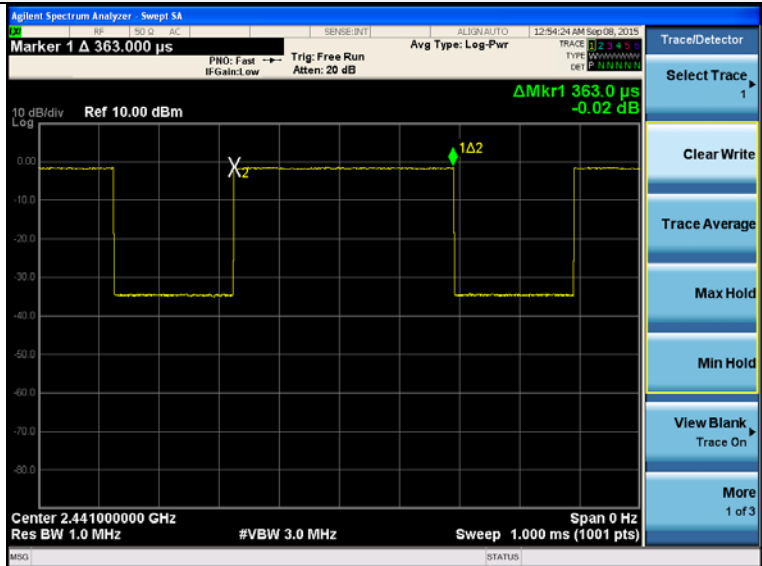 Agilent Spectrum Analyzer - Swept SA
RF 50 Ω AC SENSE:INT ALIGN AUTO 12:54:24 AM Sep 08, 2015
Marker 1 Δ 363.000 µs
PNO: Fast
IFGain:Low
Trig: Free Run
Atten: 20 dB
Avg Type: Log-Pwr
TRACE 1 2 3 4 5 6
TYPE WWWWWW
DET P N N N N N
ΔMkr1 363.0 µs
-0.02 dB
10 dB/div Ref 10.00 dBm
Log
0.00
-10.0
-20.0
-30.0
-40.0
-50.0
-60.0
-70.0
-80.0
X2
1Δ2
Center 2.441000000 GHz Span 0 Hz
Res BW 1.0 MHz #VBW 3.0 MHz Sweep 1.000 ms (1001 pts)
MSG STATUS
Trace/Detector
Select Trace
1
Clear Write
Trace Average
Max Hold
Min Hold
View Blank
Trace On
More
1 of 3